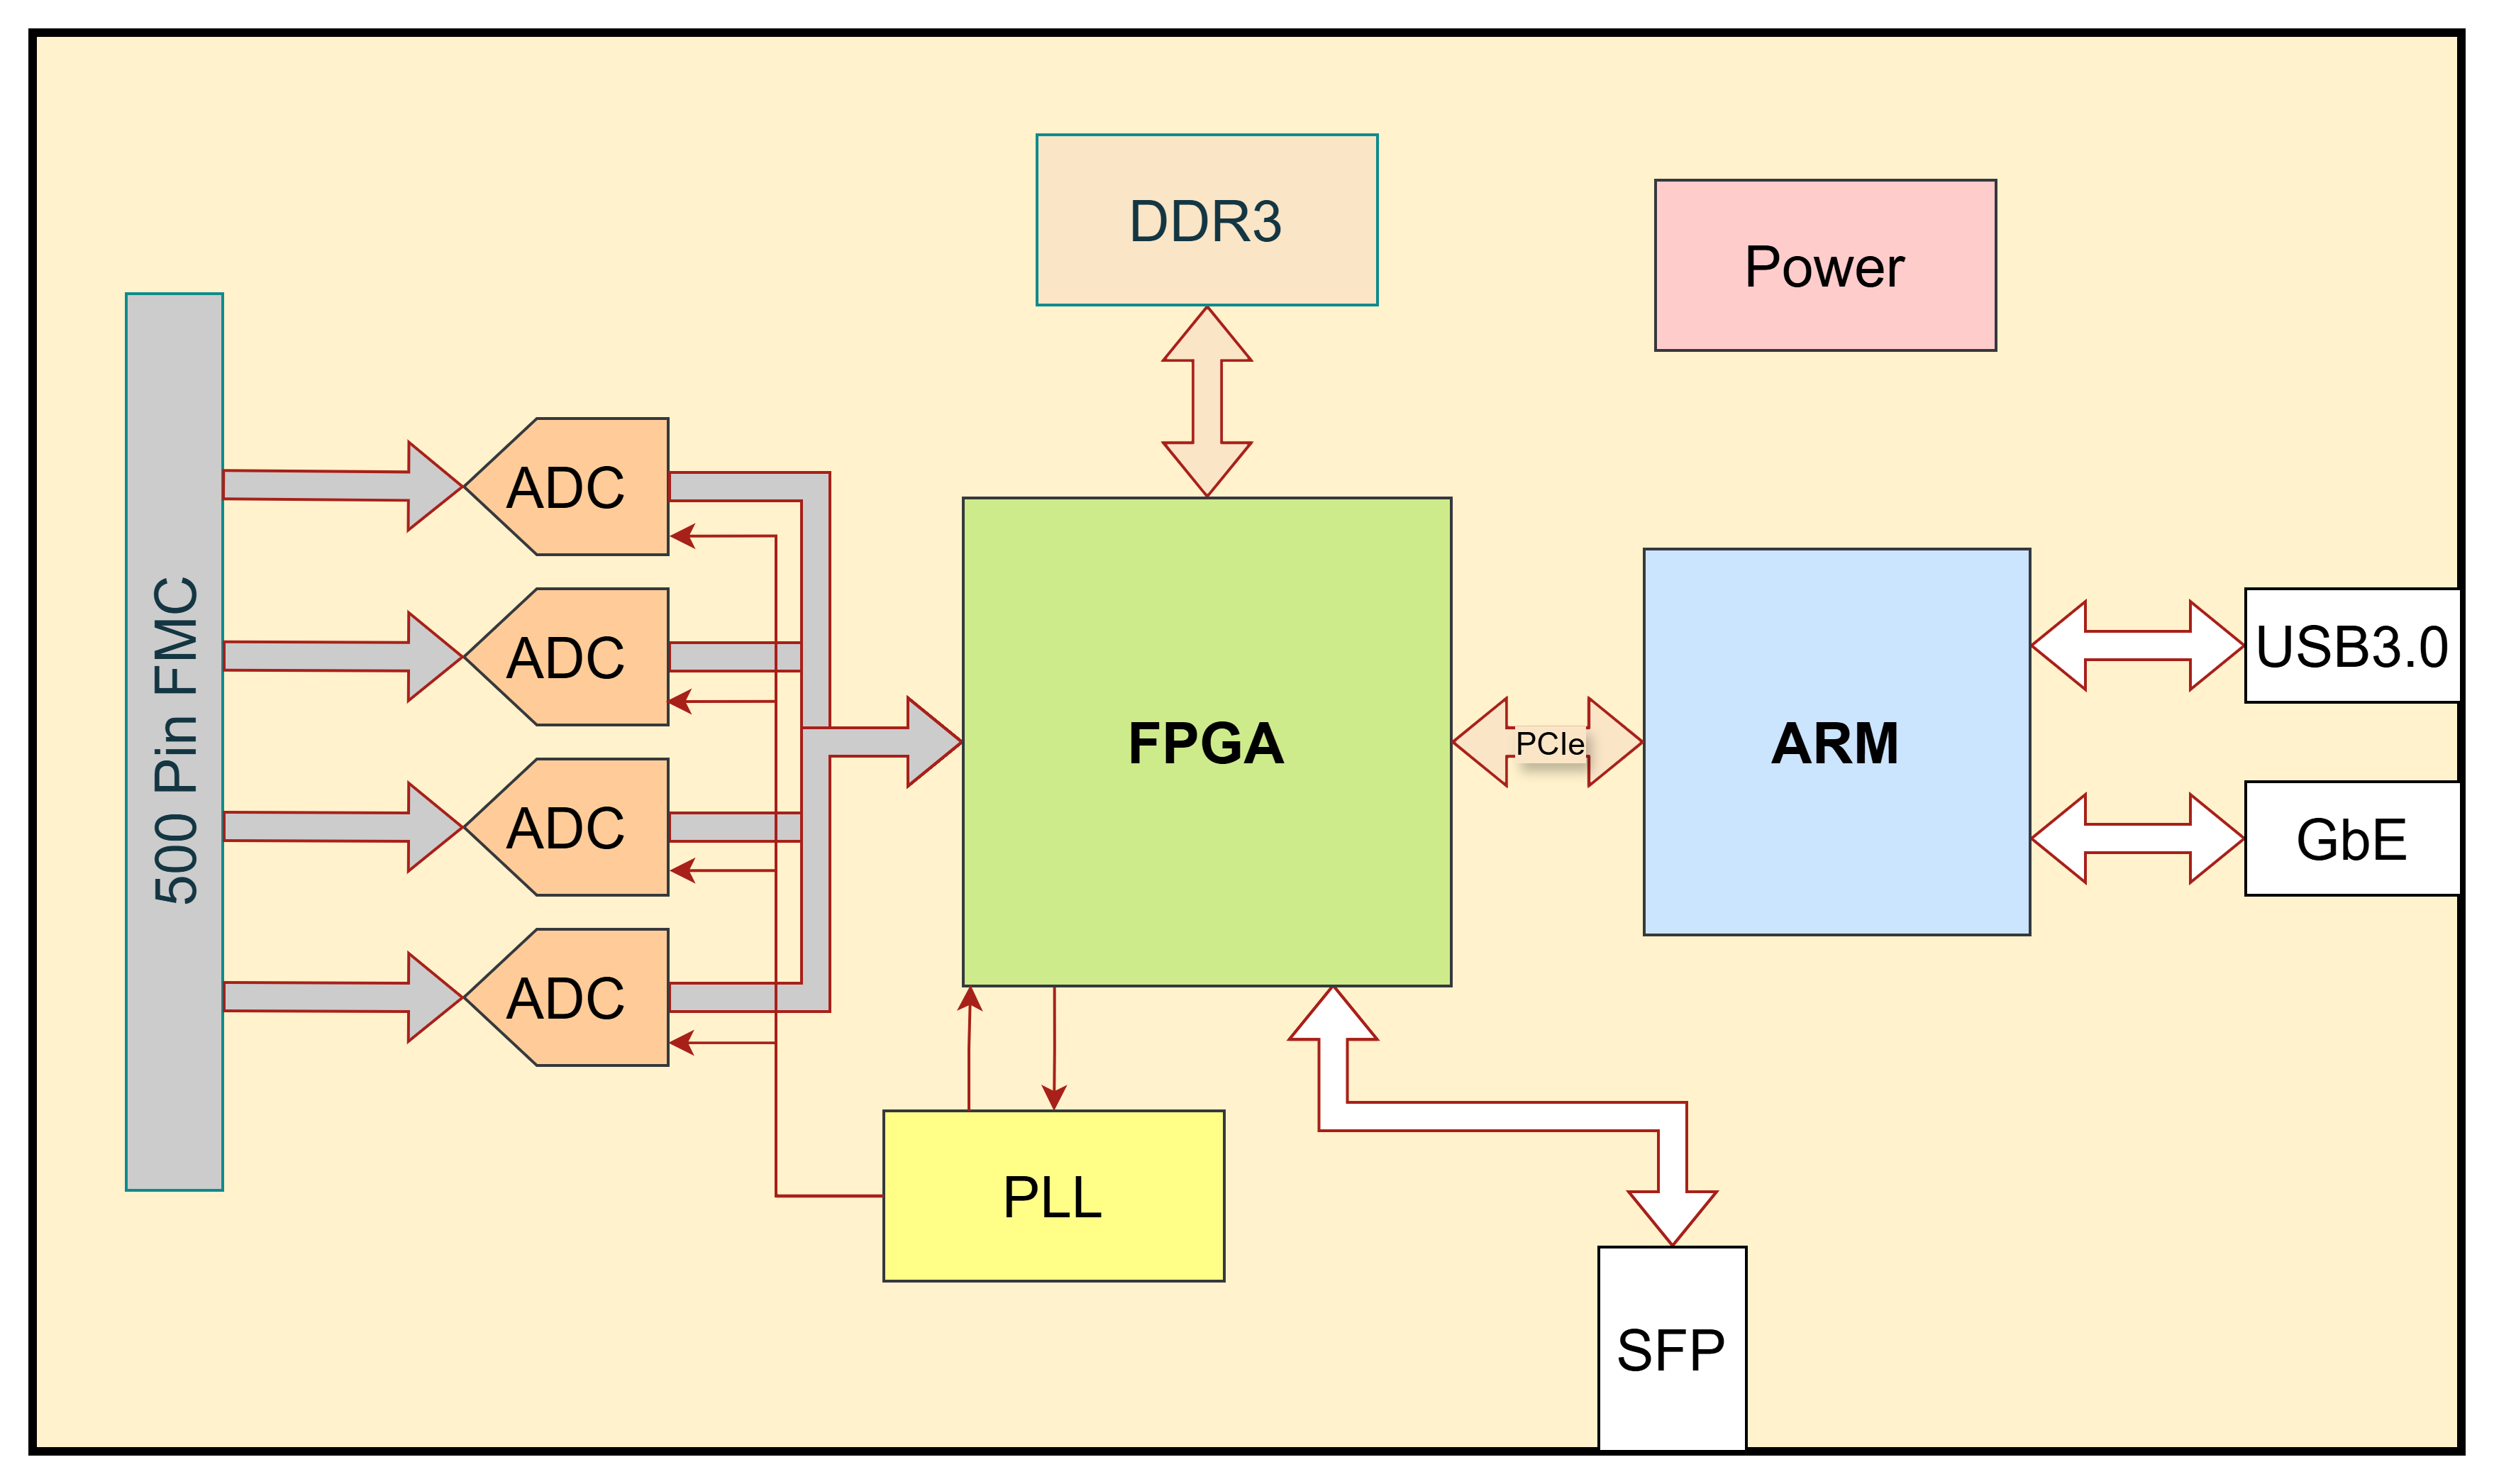 DDR3
Power
500 Pin FMC
ADC
ADC
ADC
ADC
FPGA
PCIe
ARM
USB3.0
GbE
PLL
SFP